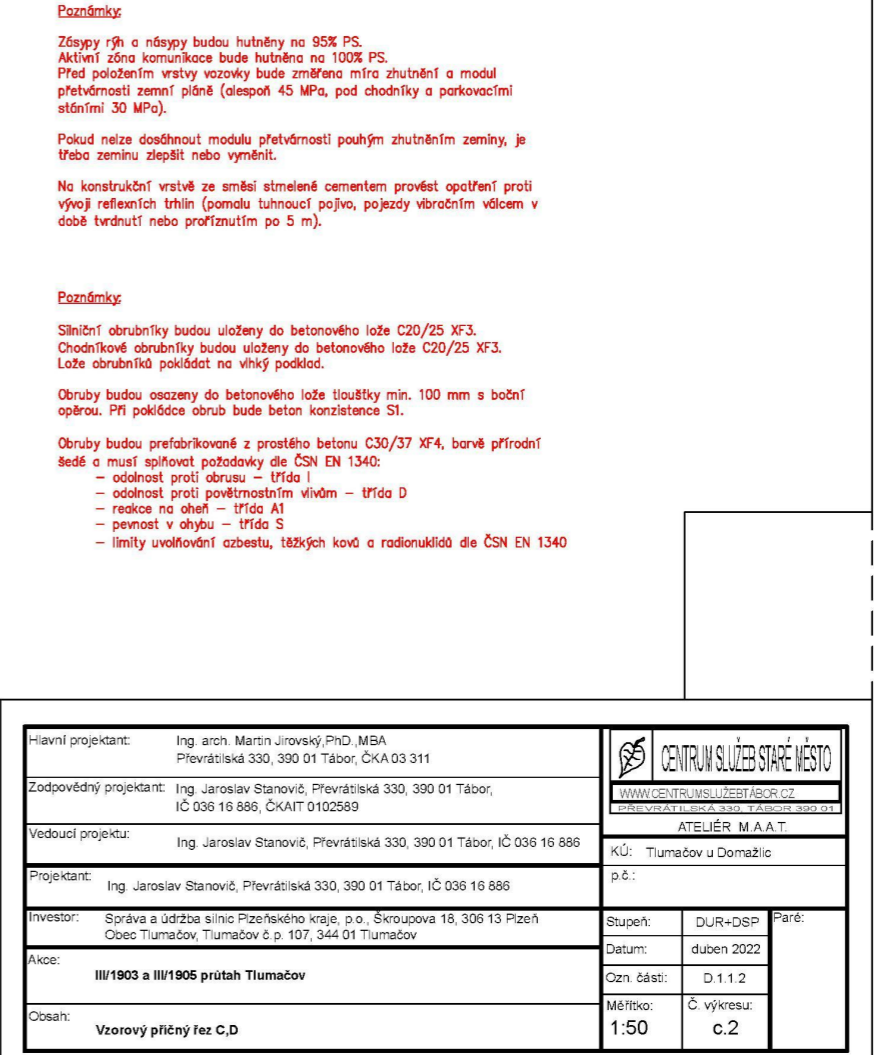 Poznámky:
Zásypy rýh a násypy budou hutněny na 95% PS.
Aktivní zóna komunikace bude hutněna na 100% PS.
Před položením vrstvy vozovky bude změřena míra zhutnění a modul
přetvárnosti zemní pláně (alespoň 45 MPa, pod chodníky a parkovacími
stáními 30 MPa).
Pokud nelze dosáhnout modulu přetvárnosti pouhým zhutněním zeminy, je
třeba zeminu zlepšit nebo vyměnit.
Na konstrukční vrstvě ze směsi stmelené cementem provést opatření proti
vývoji reflexních trhlin (pomalu tuhnoucí pojivo, pojezdy vibračním válcem v
době tvrdnutí nebo proříznutím po 5 m).
Poznámky:
Silniční obrubníky budou uloženy do betonového lože C20/25 XF3.
Chodníkové obrubníky budou uloženy do betonového lože C20/25 XF3.
Lože obrubníků pokládat na vlhký podklad.
Obruby budou osazeny do betonového lože tloušťky min. 100 mm s boční
opěrou. Při pokládce obrub bude beton konzistence S1.
Obruby budou prefabrikované z prostého betonu C30/37 XF4, barvě přírodní
šedé a musí splňovat požadavky dle ČSN EN 1340:
– odolnost proti obrusu – třída I
– odolnost proti povětrnostním vlivům – třída D
– reakce na oheň – třída A1
– pevnost v ohybu – třída S
– limity uvolňování azbestu, těžkých kovů a radionuklidů dle ČSN EN 1340
Hlavní projektant: Ing. arch. Martin Jirovský,PhD.,MBA
Převrátilská 330, 390 01 Tábor, ČKA 03 311
Zodpovědný projektant: Ing. Jaroslav Stanovič, Převrátilská 330, 390 01 Tábor,
IČ 036 16 886, ČKAIT 0102589
Vedoucí projektu: Ing. Jaroslav Stanovič, Převrátilská 330, 390 01 Tábor, IČ 036 16 886
Projektant: Ing. Jaroslav Stanovič, Převrátilská 330, 390 01 Tábor, IČ 036 16 886
Investor: Správa a údržba silnic Plzeňského kraje, p.o., Škroupova 18, 306 13 Plzeň
Obec Tlumačov, Tlumačov č.p. 107, 344 01 Tlumačov
Akce:
III/1903 a III/1905 průtah Tlumačov
Obsah:
Vzorový příčný řez C,D
CENTRUM SLUŽEB STARÉ MĚSTO
WWW.CENTRUMSLUŽEBTÁBOR.CZ
PŘEVRÁTILSKÁ 330, TÁBOR 390 01
ATELIÉR M.A.A.T.
KÚ: Tlumačov u Domažlic
p.č.:
Stupeň: DUR+DSP Paré:
Datum: duben 2022
Ozn. části: D.1.1.2
Měřítko: Č. výkresu:
1:50 c.2